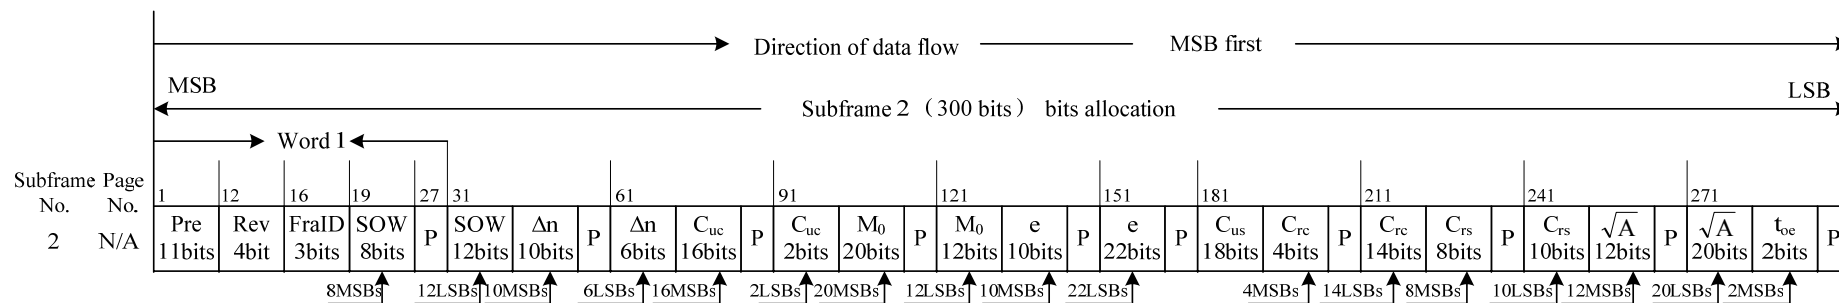 Direction of data flow MSB first
MSB LSB
Subframe 2 (300 bits) bits allocation
Word 1
Subframe Page
No. No.
1 12 16 19 27 31 61 91 121 151 181 211 241 271
Pre Rev FraID SOW P SOW Δn P Δn Cuc P Cuc M0 P M0 e P e P Cus Crc P Crc Crs P Crs √A P √A toe P
2 N/A 11bits 4bit 3bits 8bits 12bits 10bits 6bits 16bits 2bits 20bits 12bits 10bits 22bits 18bits 4bits 14bits 8bits 10bits 12bits 20bits 2bits
8MSBs 12LSBs 10MSBs 6LSBs 16MSBs 2LSBs 20MSBs 12LSBs 10MSBs 22LSBs 4MSBs 14LSBs 8MSBs 10LSBs 12MSBs 20LSBs 2MSBs